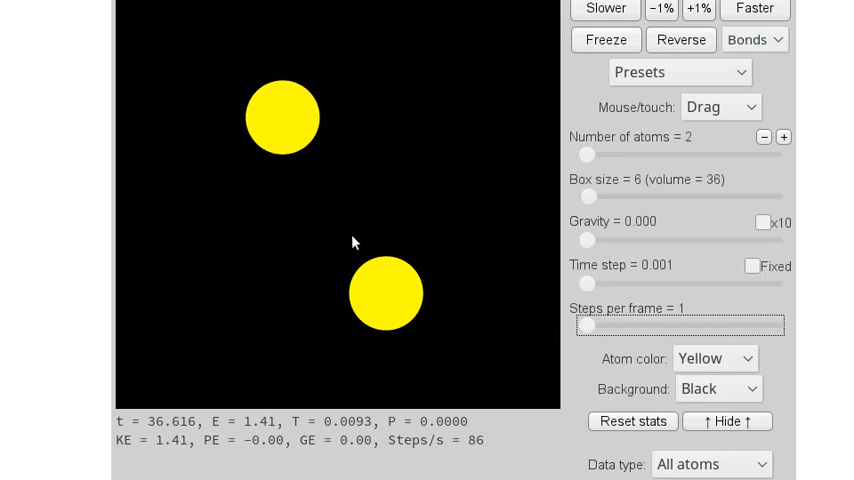 Slower −1% +1% Faster
Freeze Reverse Bonds
Presets
Mouse/touch: Drag
Number of atoms = 2 − +
Box size = 6 (volume = 36)
Gravity = 0.000 x10
Time step = 0.001 Fixed
Steps per frame = 1
Atom color: Yellow
Background: Black
t = 36.616, E = 1.41, T = 0.0093, P = 0.0000
KE = 1.41, PE = −0.00, GE = 0.00, Steps/s = 86
Reset stats ↑ Hide ↑
Data type: All atoms